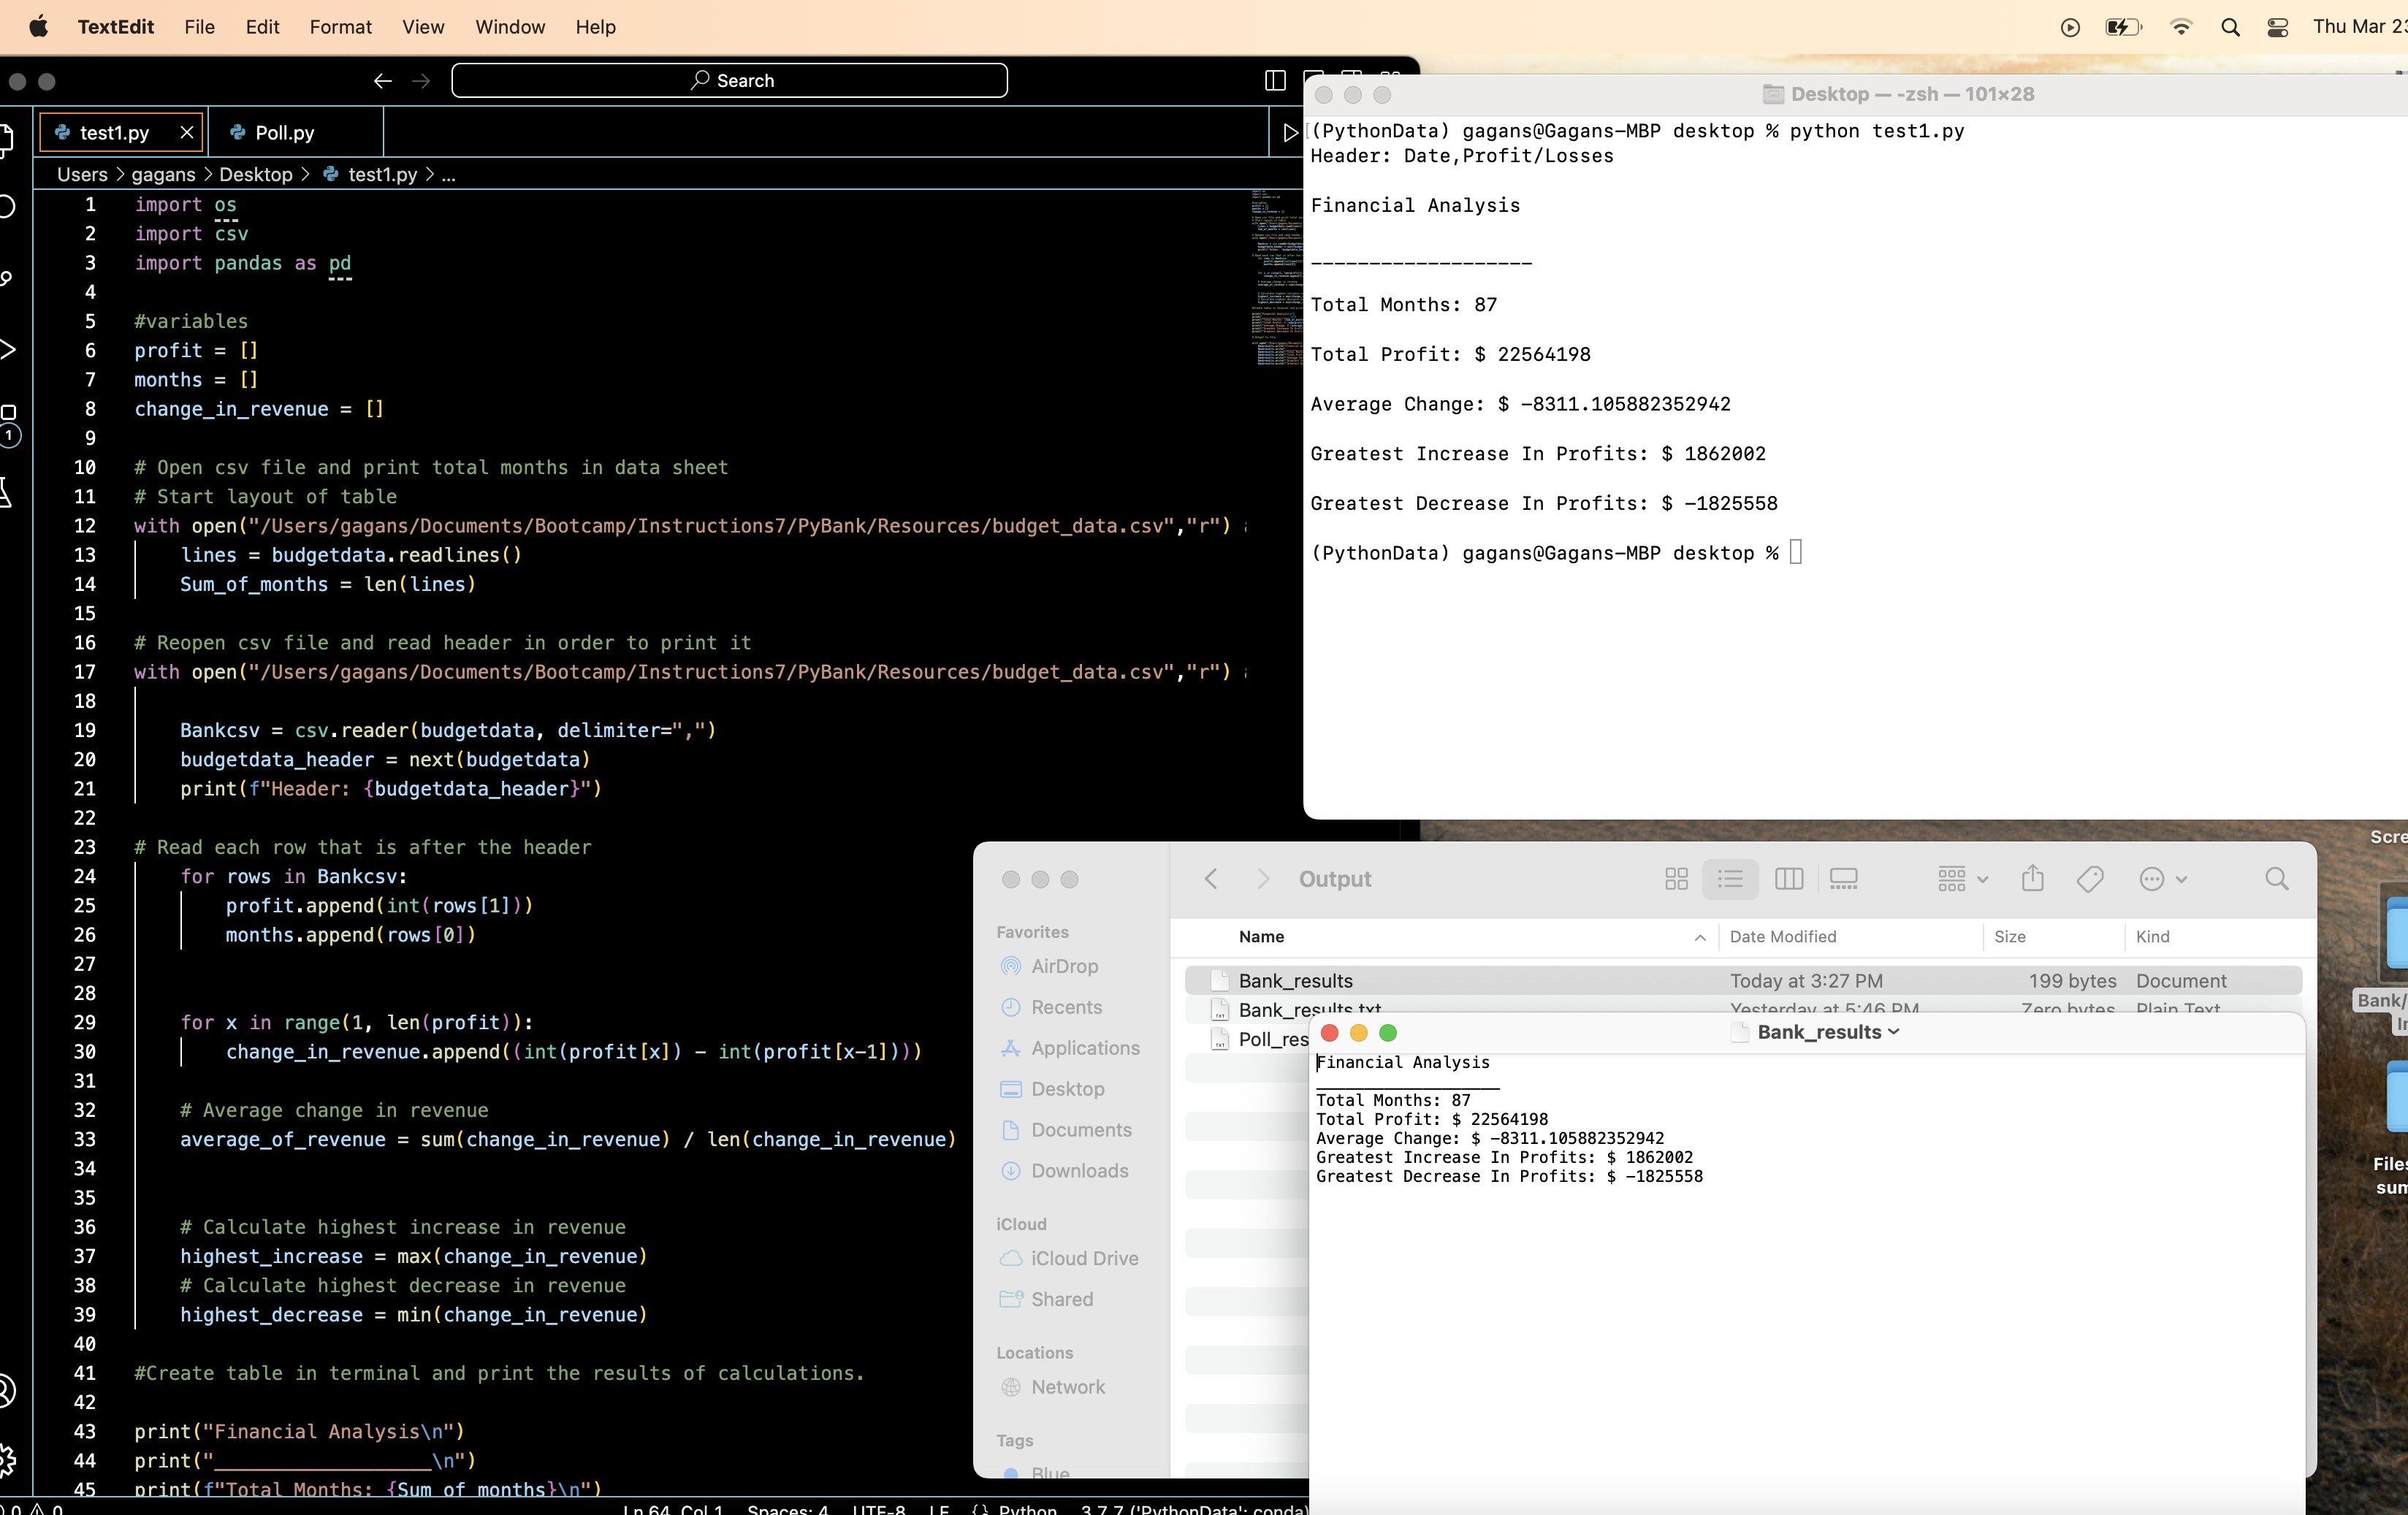 TextEdit File Edit Format View Window Help
Thu Mar
Search
test1.py
Poll.py
Users > gagans > Desktop > test1.py > ...
1 import os
2 import csv
3 import pandas as pd
4
5 #variables
6 profit = []
7 months = []
8 change_in_revenue = []
9
10 # Open csv file and print total months in data sheet
11 # Start layout of table
12 with open("/Users/gagans/Documents/Bootcamp/Instructions7/PyBank/Resources/budget_data.csv","r")
13 lines = budgetdata.readlines()
14 Sum_of_months = len(lines)
15
16 # Reopen csv file and read header in order to print it
17 with open("/Users/gagans/Documents/Bootcamp/Instructions7/PyBank/Resources/budget_data.csv","r")
18
19 Bankcsv = csv.reader(budgetdata, delimiter=",")
20 budgetdata_header = next(budgetdata)
21 print(f"Header: {budgetdata_header}")
22
23 # Read each row that is after the header
24 for rows in Bankcsv:
25 profit.append(int(rows[1]))
26 months.append(rows[0])
27
28
29 for x in range(1, len(profit)):
30 change_in_revenue.append((int(profit[x]) - int(profit[x-1])))
31
32 # Average change in revenue
33 average_of_revenue = sum(change_in_revenue) / len(change_in_revenue)
34
35
36 # Calculate highest increase in revenue
37 highest_increase = max(change_in_revenue)
38 # Calculate highest decrease in revenue
39 highest_decrease = min(change_in_revenue)
40
41 #Create table in terminal and print the results of calculations.
42
43 print("Financial Analysis\n")
44 print("___________________\n")
45 print(f"Total Months: {Sum_of_months}\n")
1
0 0
Ln 64, Col 1 Spaces: 4 UTF-8 LF {} Python 3.7.7 ('PythonData': conda)
Desktop — -zsh — 101×28
(PythonData) gagans@Gagans-MBP desktop % python test1.py
Header: Date,Profit/Losses
Financial Analysis
___________________
Total Months: 87
Total Profit: $ 22564198
Average Change: $ -8311.105882352942
Greatest Increase In Profits: $ 1862002
Greatest Decrease In Profits: $ -1825558
(PythonData) gagans@Gagans-MBP desktop %
Output
Favorites
AirDrop
Recents
Applications
Desktop
Documents
Downloads
iCloud
iCloud Drive
Shared
Locations
Network
Tags
Blue
Name Date Modified Size Kind
Bank_results Today at 3:27 PM 199 bytes Document
Bank_results.txt Yesterday at 5:46 PM Zero bytes Plain Text
Poll_res
Bank_results
Financial Analysis
___________________
Total Months: 87
Total Profit: $ 22564198
Average Change: $ -8311.105882352942
Greatest Increase In Profits: $ 1862002
Greatest Decrease In Profits: $ -1825558
Scre
Bank/
Files
sum